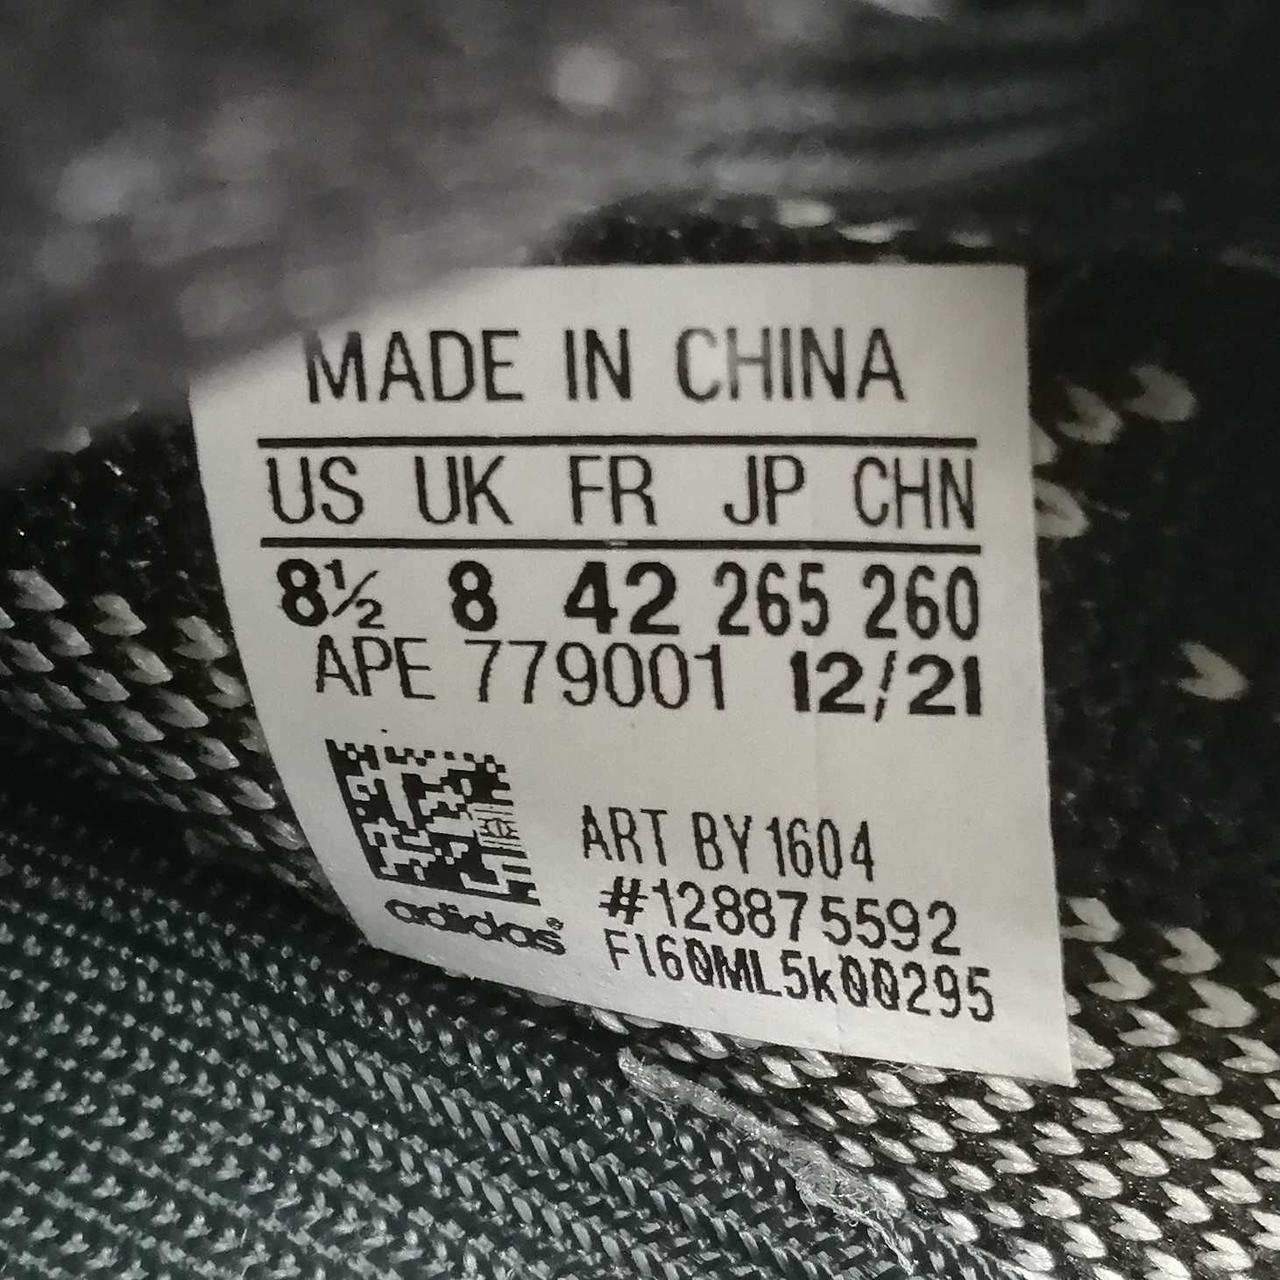 MADE IN CHINA
US UK FR JP CHN
8½ 8 42 265 260
APE 779001 12/21
ART BY1604
#128875592
adidas®
F160ML5k00295